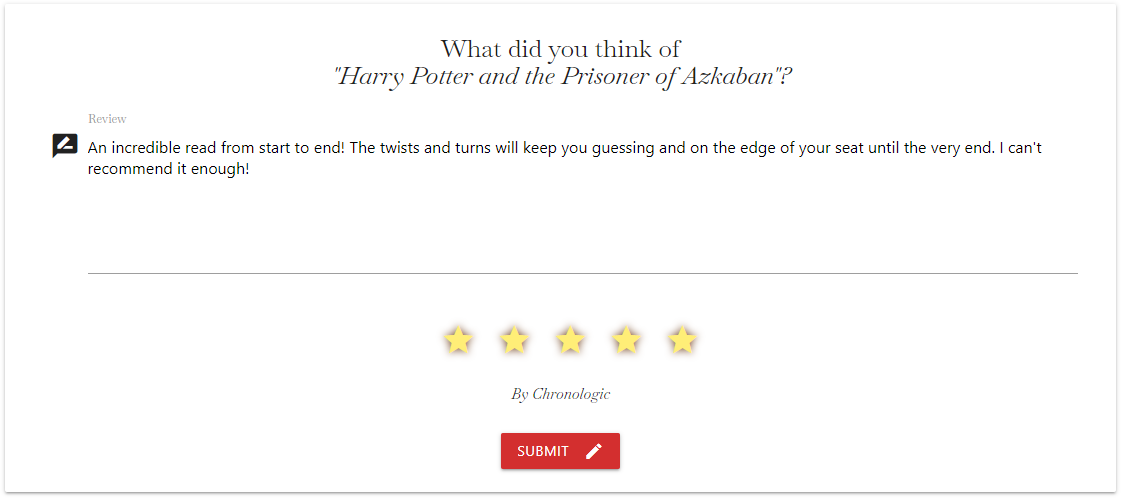 What did you think of
"Harry Potter and the Prisoner of Azkaban"?
Review
An incredible read from start to end! The twists and turns will keep you guessing and on the edge of your seat until the very end. I can't
recommend it enough!
By Chronologic
SUBMIT